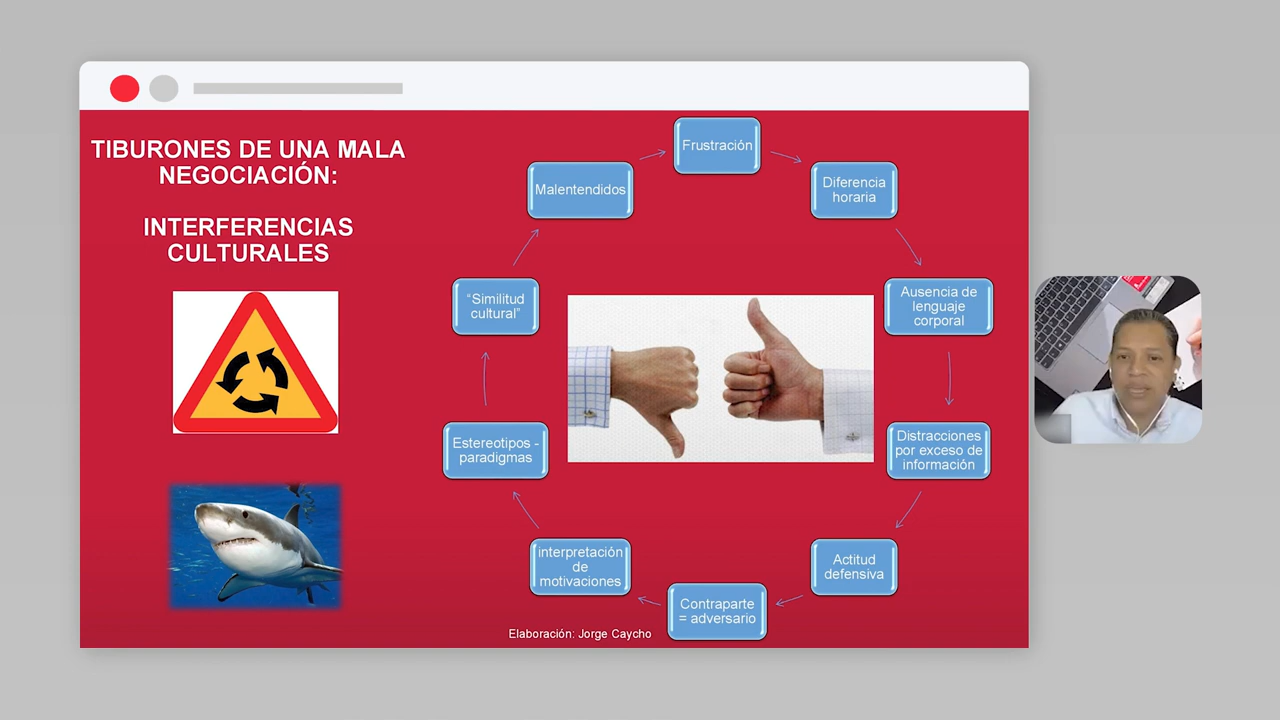 TIBURONES DE UNA MALA
NEGOCIACIÓN:
INTERFERENCIAS
CULTURALES
Frustración
Diferencia
horaria
Ausencia de
lenguaje
corporal
Distracciones
por exceso de
información
Actitud
defensiva
Contraparte
= adversario
interpretación
de
motivaciones
Estereotipos -
paradigmas
“Similitud
cultural”
Malentendidos
Elaboración: Jorge Caycho